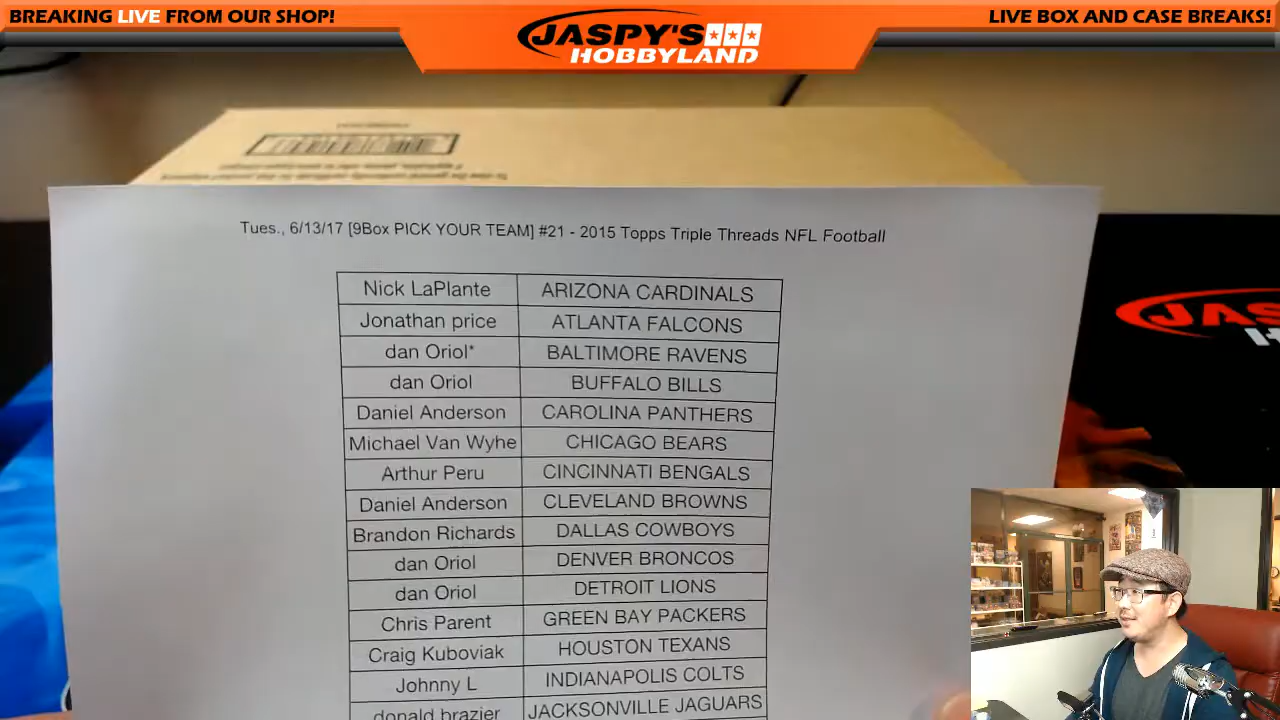 BREAKING LIVE FROM OUR SHOP!
JASPY'S
HOBBYLAND
LIVE BOX AND CASE BREAKS!
Tues., 6/13/17 [9Box PICK YOUR TEAM] #21 - 2015 Topps Triple Threads NFL Football
Nick LaPlante ARIZONA CARDINALS
Jonathan price ATLANTA FALCONS
dan Oriol* BALTIMORE RAVENS
dan Oriol BUFFALO BILLS
Daniel Anderson CAROLINA PANTHERS
Michael Van Wyhe CHICAGO BEARS
Arthur Peru CINCINNATI BENGALS
Daniel Anderson CLEVELAND BROWNS
Brandon Richards DALLAS COWBOYS
dan Oriol DENVER BRONCOS
dan Oriol DETROIT LIONS
Chris Parent GREEN BAY PACKERS
Craig Kuboviak HOUSTON TEXANS
Johnny L INDIANAPOLIS COLTS
donald brazier JACKSONVILLE JAGUARS
JAS
H